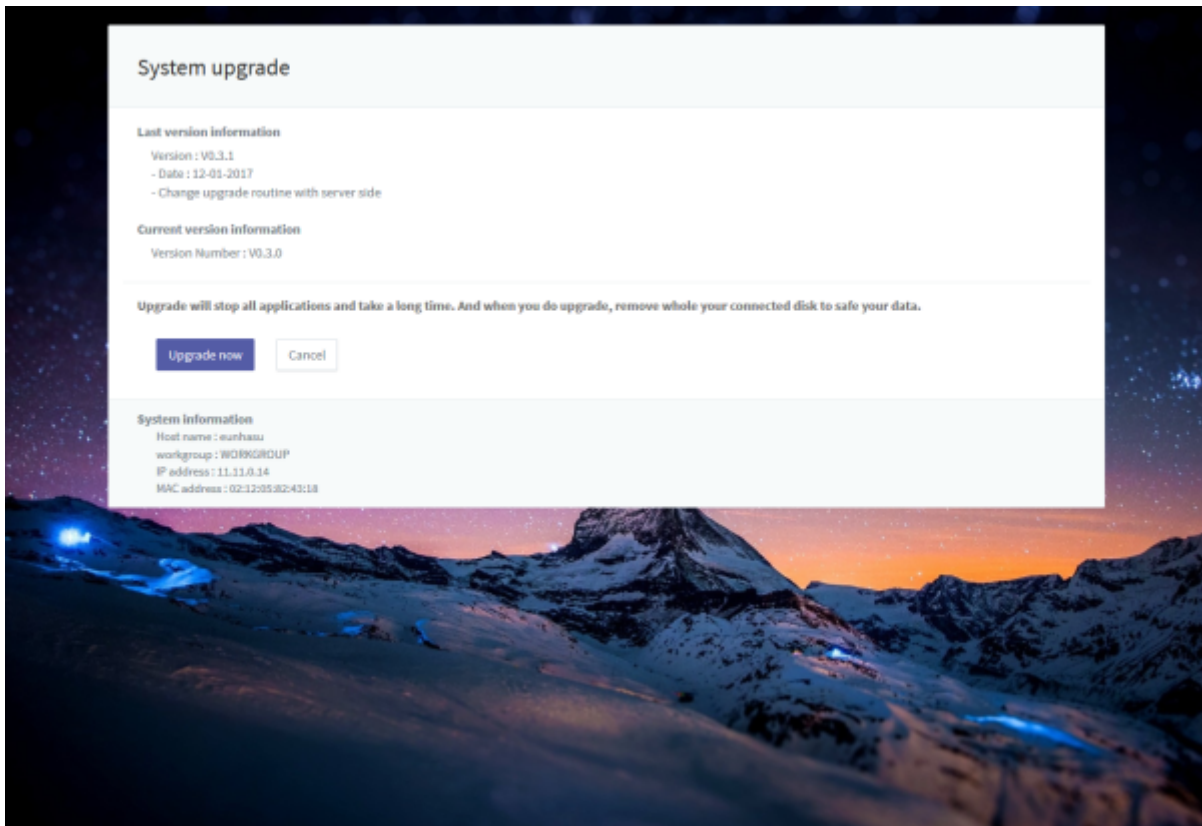 System upgrade
Last version information
Version : V0.3.1
- Date : 12-01-2017
- Change upgrade routine with server side
Current version information
Version Number : V0.3.0
Upgrade will stop all applications and take a long time. And when you do upgrade, remove whole your connected disk to safe your data.
Upgrade now
Cancel
System information
Host name : eunhasu
workgroup : WORKGROUP
IP address : 11.11.0.14
MAC address : 02:12:05:82:43:18